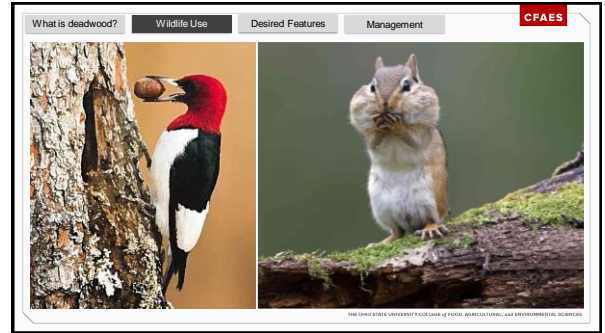 What is deadwood? Wildlife Use Desired Features Management
CFAES
THE OHIO STATE UNIVERSITY COLLEGE of FOOD, AGRICULTURAL, and ENVIRONMENTAL SCIENCES